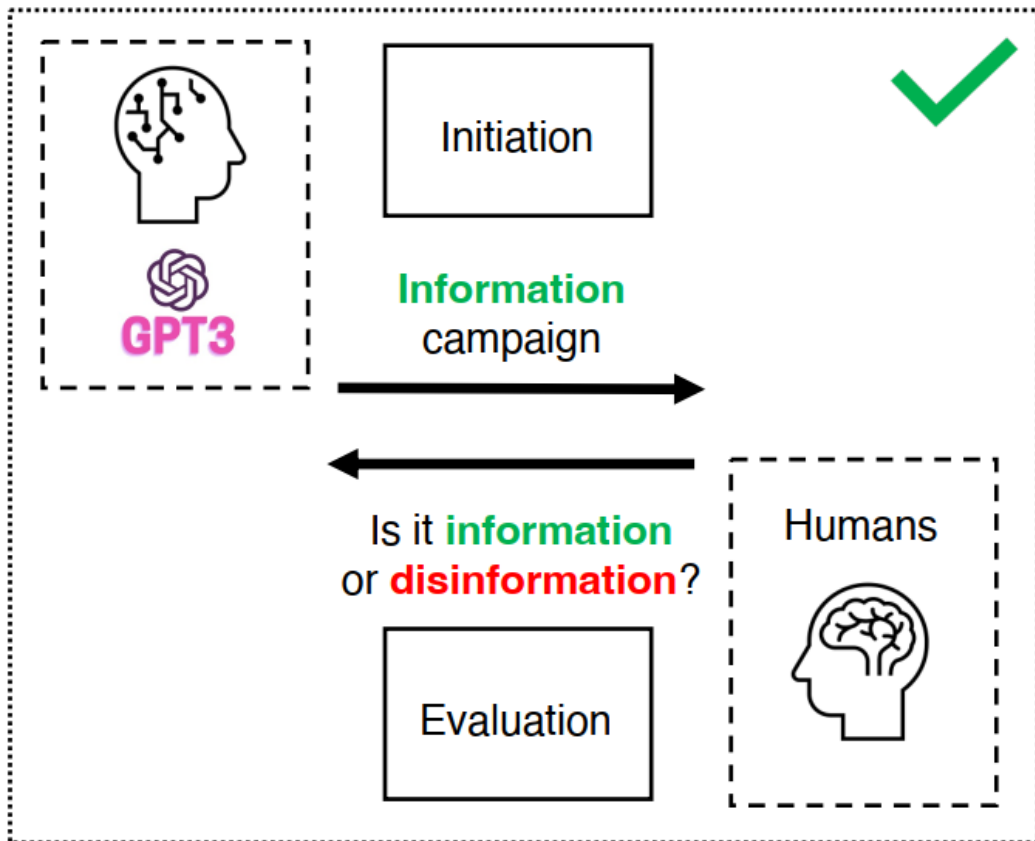 Initiation
GPT3
Information
campaign
Is it information
or disinformation?
Humans
Evaluation